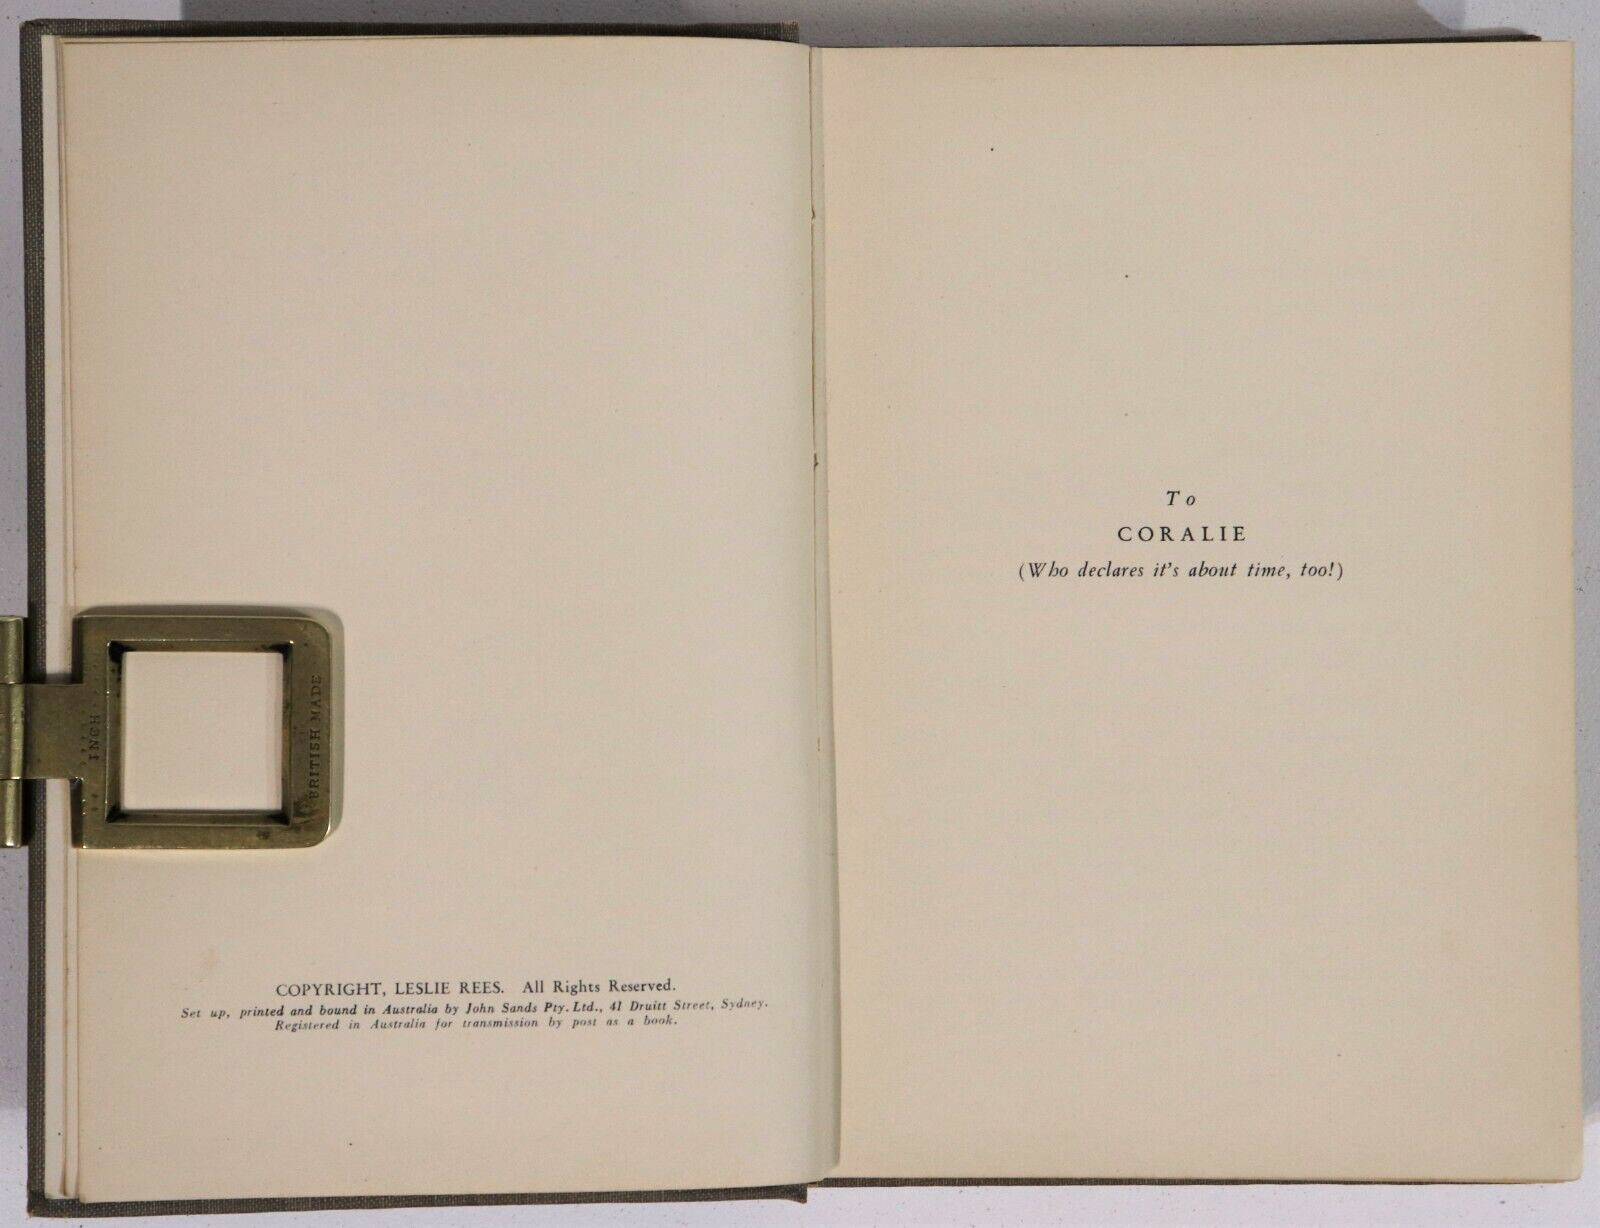 INCH
BRITISH MADE
COPYRIGHT, LESLIE REES. All Rights Reserved.
Set up, printed and bound in Australia by John Sands Pty. Ltd., 41 Druitt Street, Sydney.
Registered in Australia for transmission by post as a book.
To
CORALIE
(Who declares it's about time, too!)